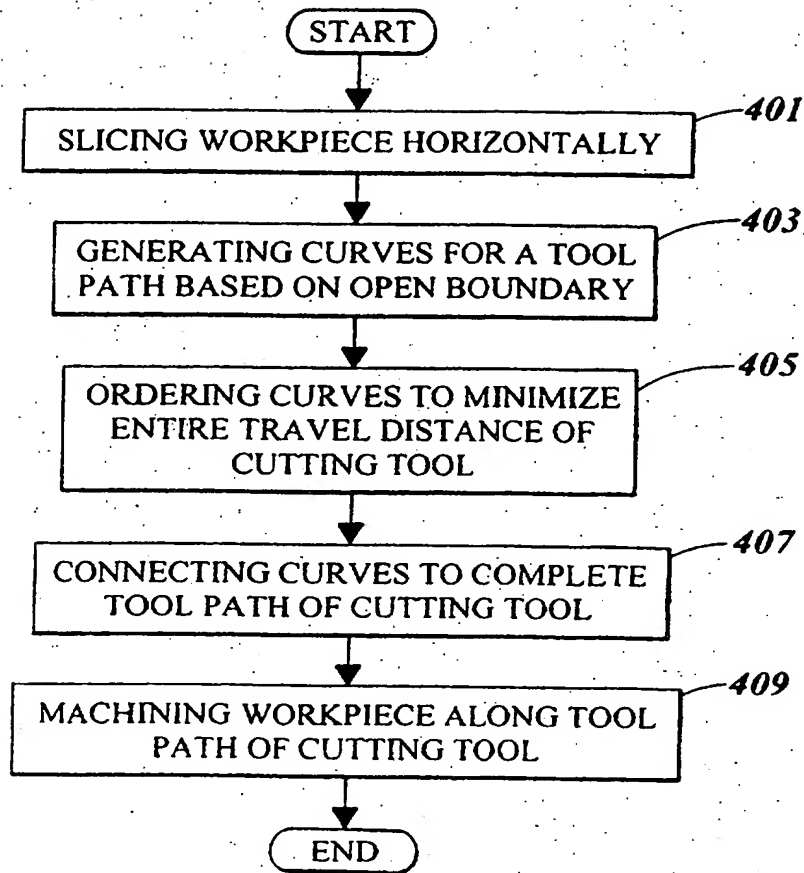 START
SLICING WORKPIECE HORIZONTALLY
401
GENERATING CURVES FOR A TOOL
PATH BASED ON OPEN BOUNDARY
403
ORDERING CURVES TO MINIMIZE
ENTIRE TRAVEL DISTANCE OF
CUTTING TOOL
405
CONNECTING CURVES TO COMPLETE
TOOL PATH OF CUTTING TOOL
407
MACHINING WORKPIECE ALONG TOOL
PATH OF CUTTING TOOL
409
END